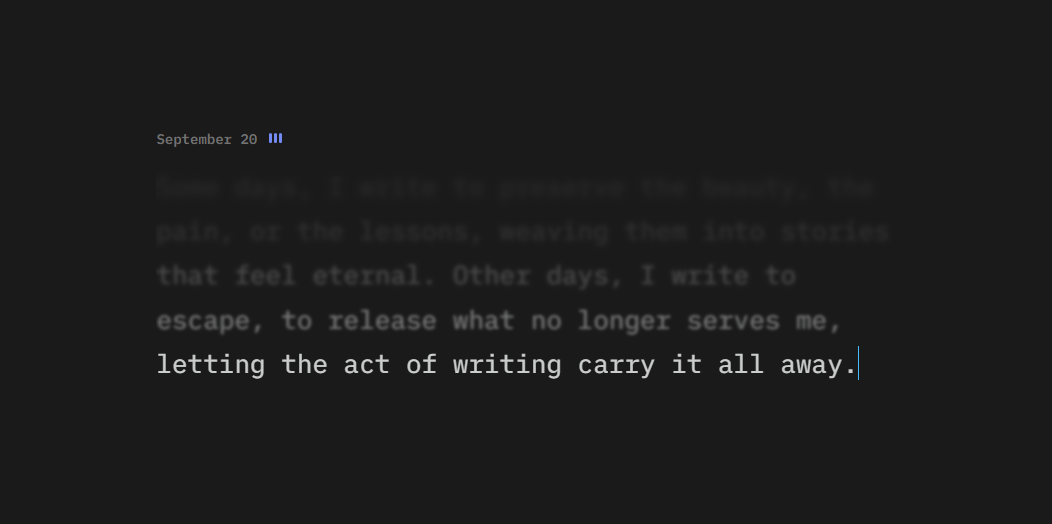 September 20
Some days, I write to preserve the beauty, the
pain, or the lessons, weaving them into stories
that feel eternal. Other days, I write to
escape, to release what no longer serves me,
letting the act of writing carry it all away.